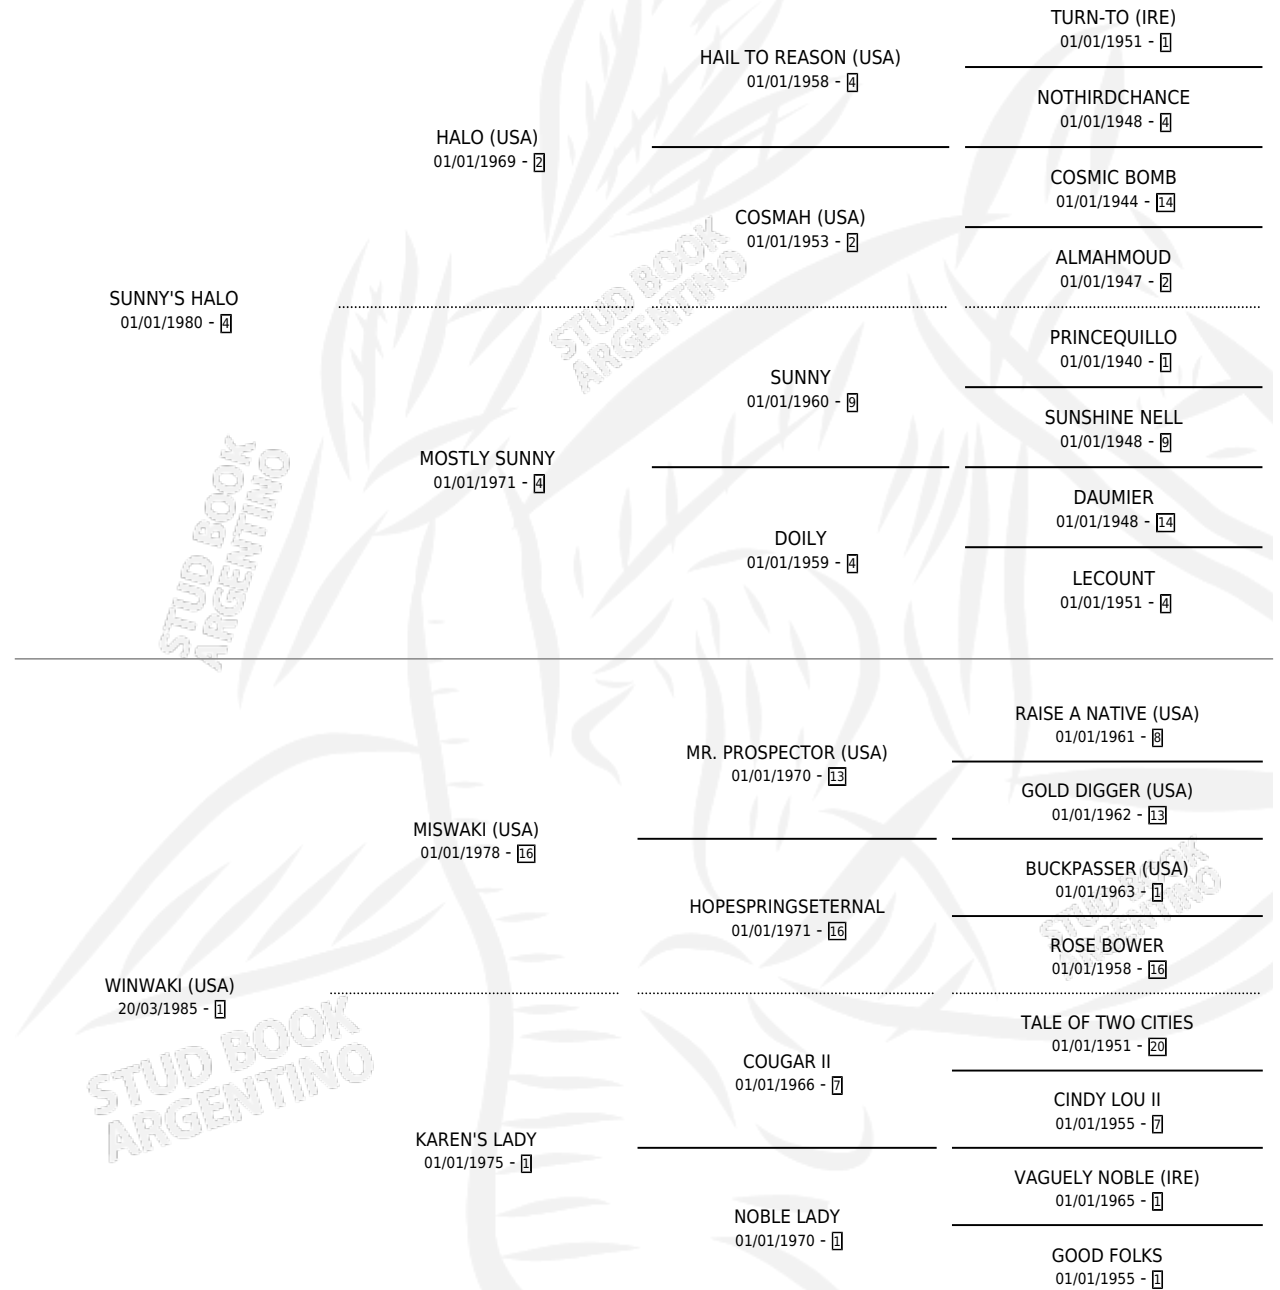 TURN-TO (IRE)
01/01/1951 - 1
HAIL TO REASON (USA)
01/01/1958 - 4
NOTHIRDCHANCE
01/01/1948 - 4
HALO (USA)
01/01/1969 - 2
COSMIC BOMB
01/01/1944 - 14
COSMAH (USA)
01/01/1953 - 2
ALMAHMOUD
01/01/1947 - 2
SUNNY'S HALO
01/01/1980 - 4
STUD BOOK
ARGENTINO
PRINCEQUILLO
01/01/1940 - 1
SUNNY
01/01/1960 - 9
SUNSHINE NELL
01/01/1948 - 9
MOSTLY SUNNY
01/01/1971 - 4
DAUMIER
01/01/1948 - 14
DOILY
01/01/1959 - 4
LECOUNT
01/01/1951 - 4
STUD BOOK
ARGENTINO
RAISE A NATIVE (USA)
01/01/1961 - 8
MR. PROSPECTOR (USA)
01/01/1970 - 13
GOLD DIGGER (USA)
01/01/1962 - 13
MISWAKI (USA)
01/01/1978 - 16
BUCKPASSER (USA)
01/01/1963 - 1
HOPESPRINGSETERNAL
01/01/1971 - 16
STUD BOOK
ARGENTINO
ROSE BOWER
01/01/1958 - 16
WINWAKI (USA)
20/03/1985 - 1
STUD BOOK
ARGENTINO
TALE OF TWO CITIES
01/01/1951 - 20
COUGAR II
01/01/1966 - 7
CINDY LOU II
01/01/1955 - 7
KAREN'S LADY
01/01/1975 - 1
VAGUELY NOBLE (IRE)
01/01/1965 - 1
NOBLE LADY
01/01/1970 - 1
GOOD FOLKS
01/01/1955 - 1